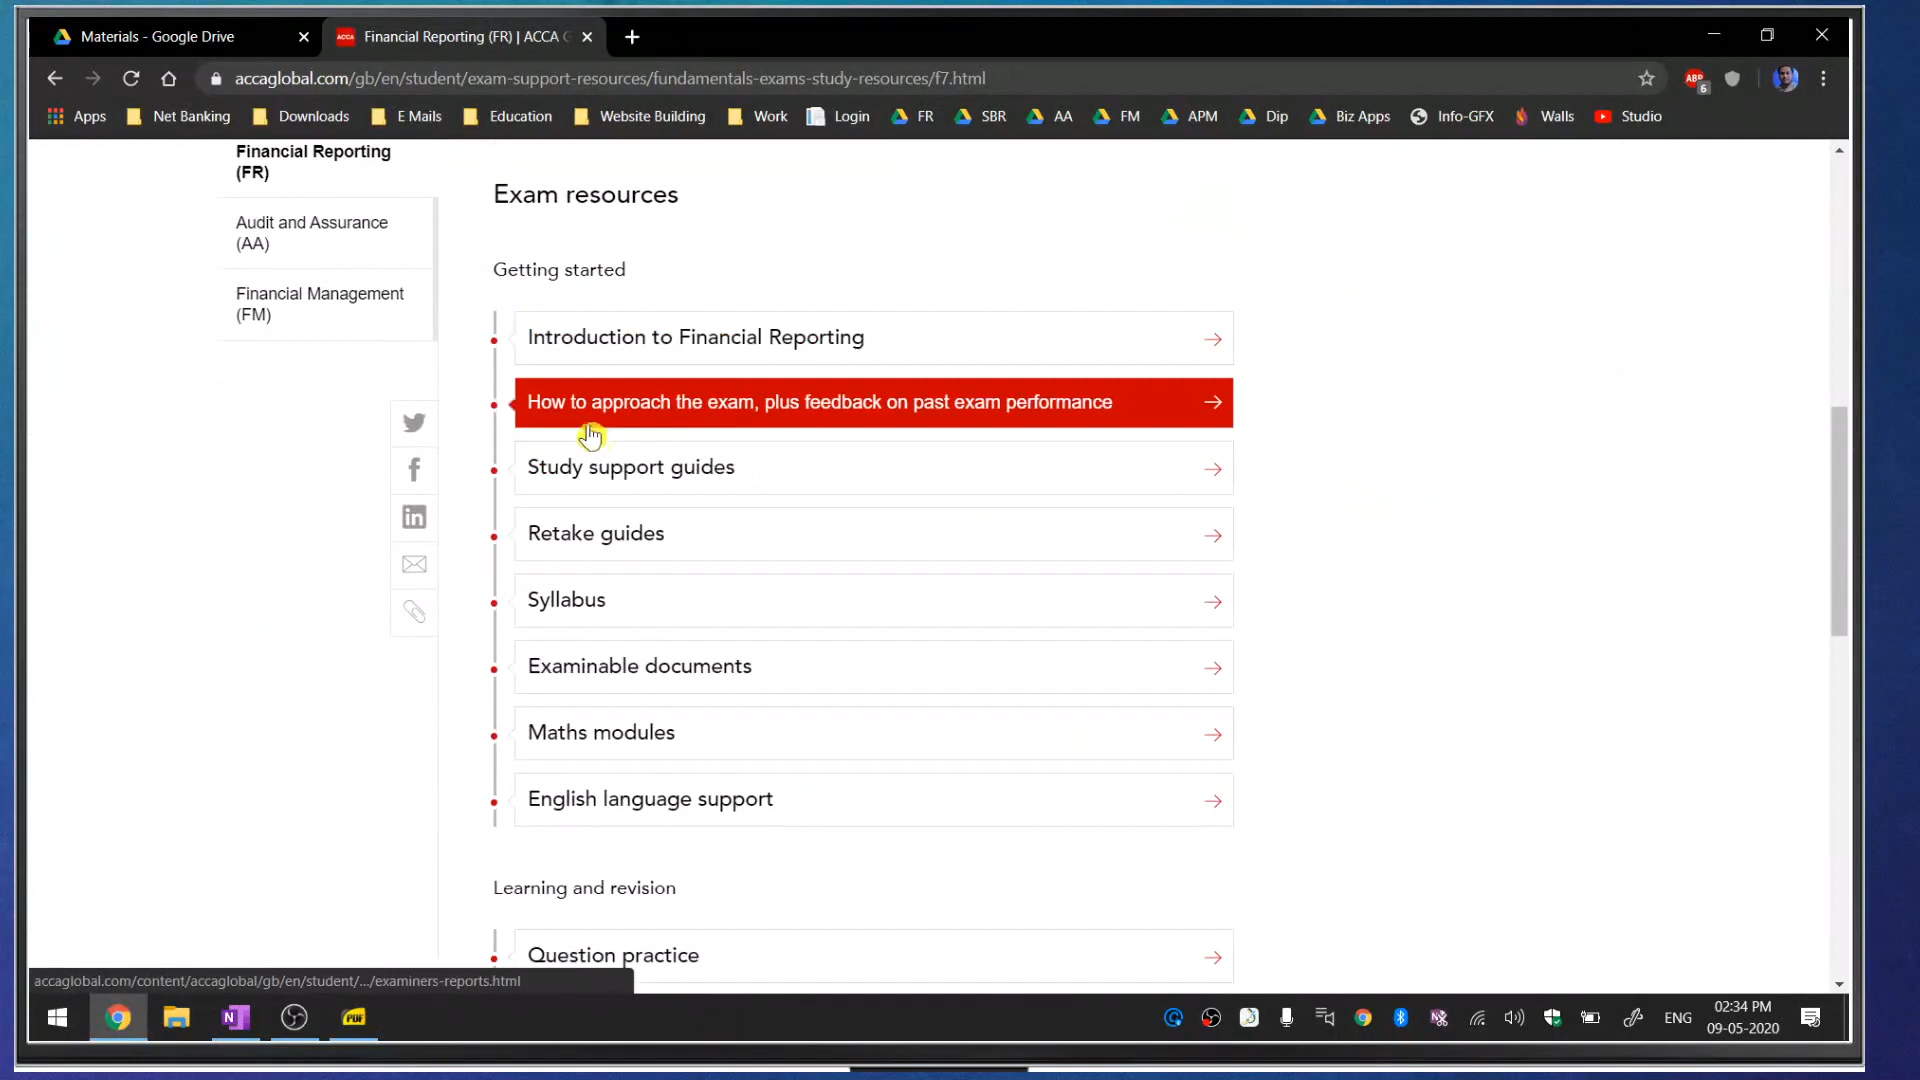 Materials - Google Drive
ACCA Financial Reporting (FR) | ACCA G
accaglobal.com/gb/en/student/exam-support-resources/fundamentals-exams-study-resources/f7.html
ABP 6
Apps Net Banking Downloads E Mails Education Website Building Work Login FR SBR AA FM APM Dip Biz Apps Info-GFX Walls Studio
Financial Reporting
(FR)
Audit and Assurance
(AA)
Financial Management
(FM)
Exam resources
Getting started
Introduction to Financial Reporting
How to approach the exam, plus feedback on past exam performance
Study support guides
Retake guides
Syllabus
Examinable documents
Maths modules
English language support
Learning and revision
Question practice
accaglobal.com/content/accaglobal/gb/en/student/.../examiners-reports.html
N
PDF
ENG
02:34 PM
09-05-2020